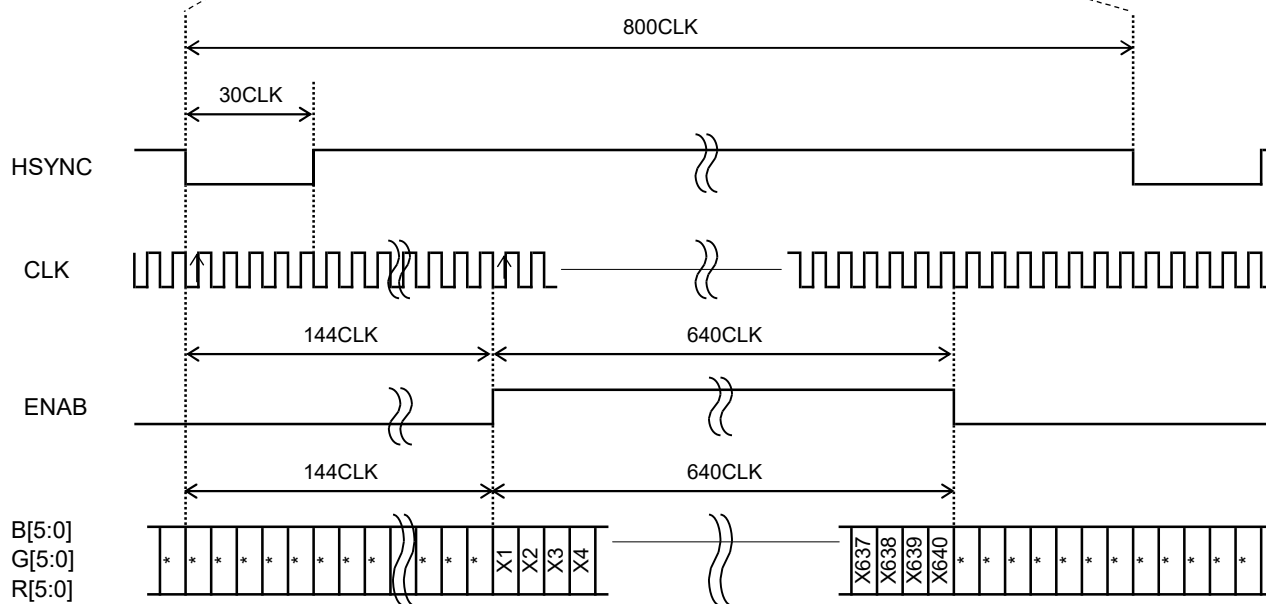 800CLK
30CLK
HSYNC
CLK
144CLK 640CLK
ENAB
144CLK 640CLK
B[5:0]
G[5:0]
R[5:0]
* * * * * * * * * * * * X1 X2 X3 X4 X637 X638 X639 X640 * * * * * * * * * * * *